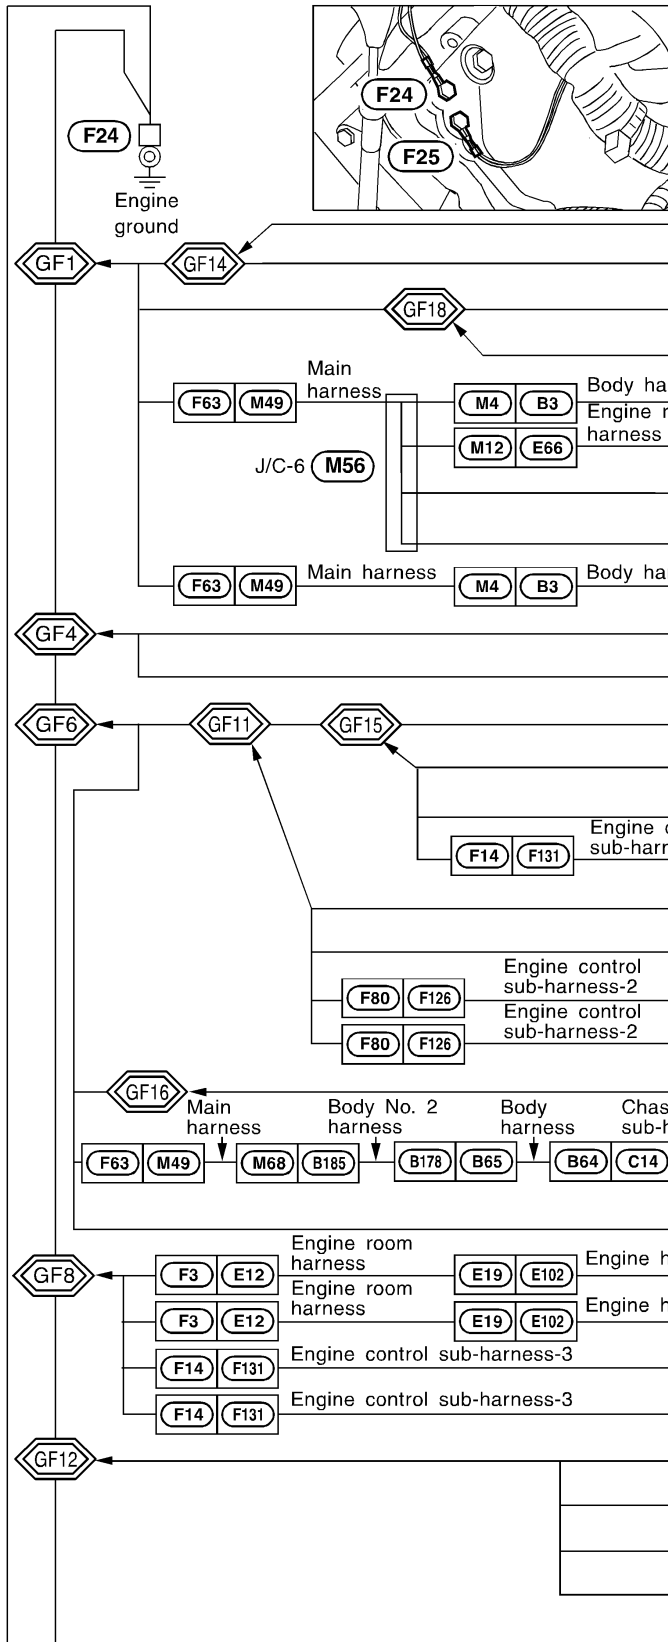 F24
F24
F25
Engine
ground
GF1
GF14
GF18
Main
harness
F63 M49
M4 B3
Body ha
Engine
harness
M12 E66
J/C-6 M56
F63 M49
Main harness
M4 B3
Body ha
GF4
GF6
GF11
GF15
Engine
sub-harn
F14 F131
Engine control
sub-harness-2
F80 F126
Engine control
sub-harness-2
F80 F126
GF16
Main
harness
Body No. 2
harness
Body
harness
Chas
sub-h
F63 M49
M68 B185
B178 B65
B64 C14
GF8
Engine room
harness
F3 E12
E19 E102
Engine h
Engine room
harness
F3 E12
E19 E102
Engine h
F14 F131
Engine control sub-harness-3
F14 F131
Engine control sub-harness-3
GF12